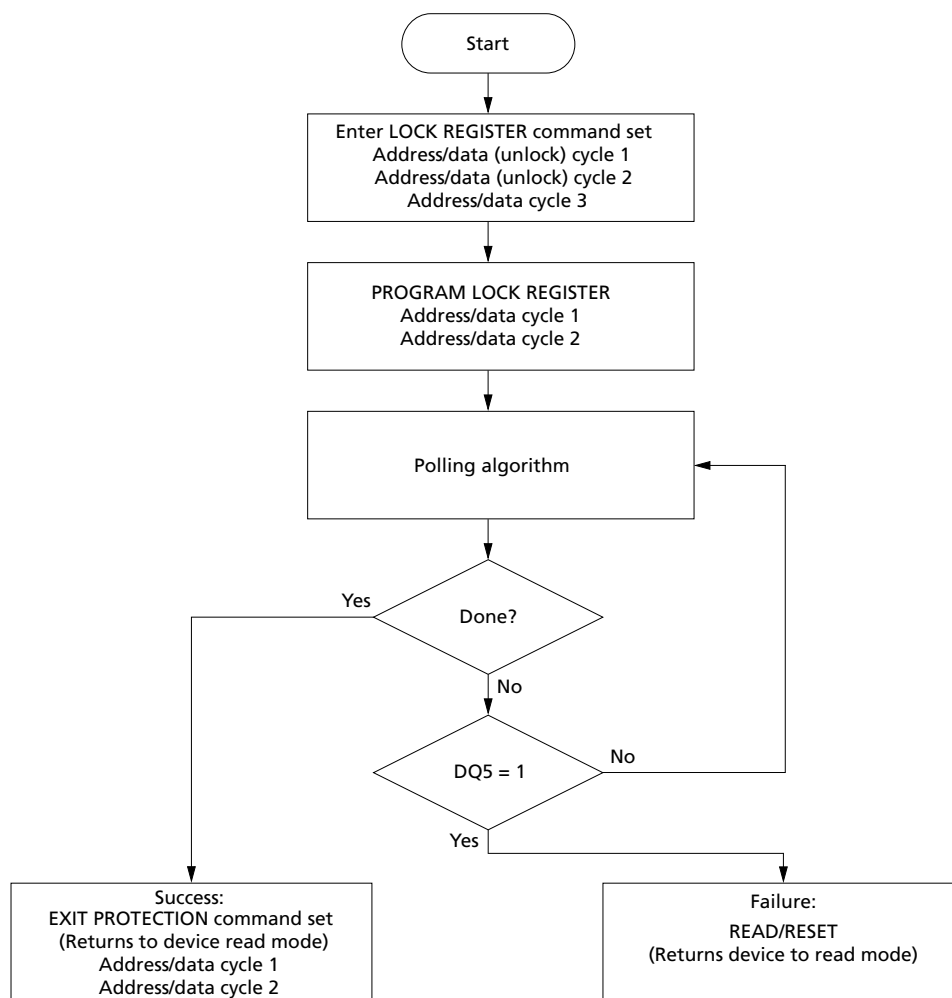 Start
Enter LOCK REGISTER command set
Address/data (unlock) cycle 1
Address/data (unlock) cycle 2
Address/data cycle 3
PROGRAM LOCK REGISTER
Address/data cycle 1
Address/data cycle 2
Polling algorithm
Yes
Done?
No
DQ5 = 1
No
Yes
Success:
EXIT PROTECTION command set
(Returns to device read mode)
Address/data cycle 1
Address/data cycle 2
Failure:
READ/RESET
(Returns device to read mode)